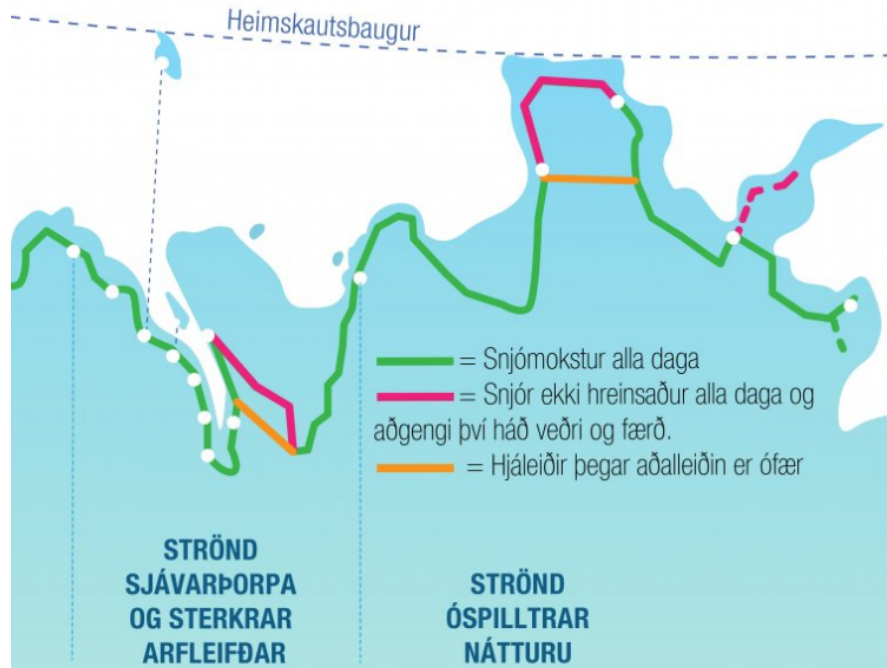 Heimskautsbaugur
= Snjómokstur alla daga
= Snjór ekki hreinsaður alla daga og
aðgengi því háð veðri og færð.
= Hjáleiðir þegar aðalleiðin er ófær
STRÖND
SJÁVARÞORPA
OG STERKRAR
ARFLEIFÐAR
STRÖND
ÓSPILLTRAR
NÁTTURU